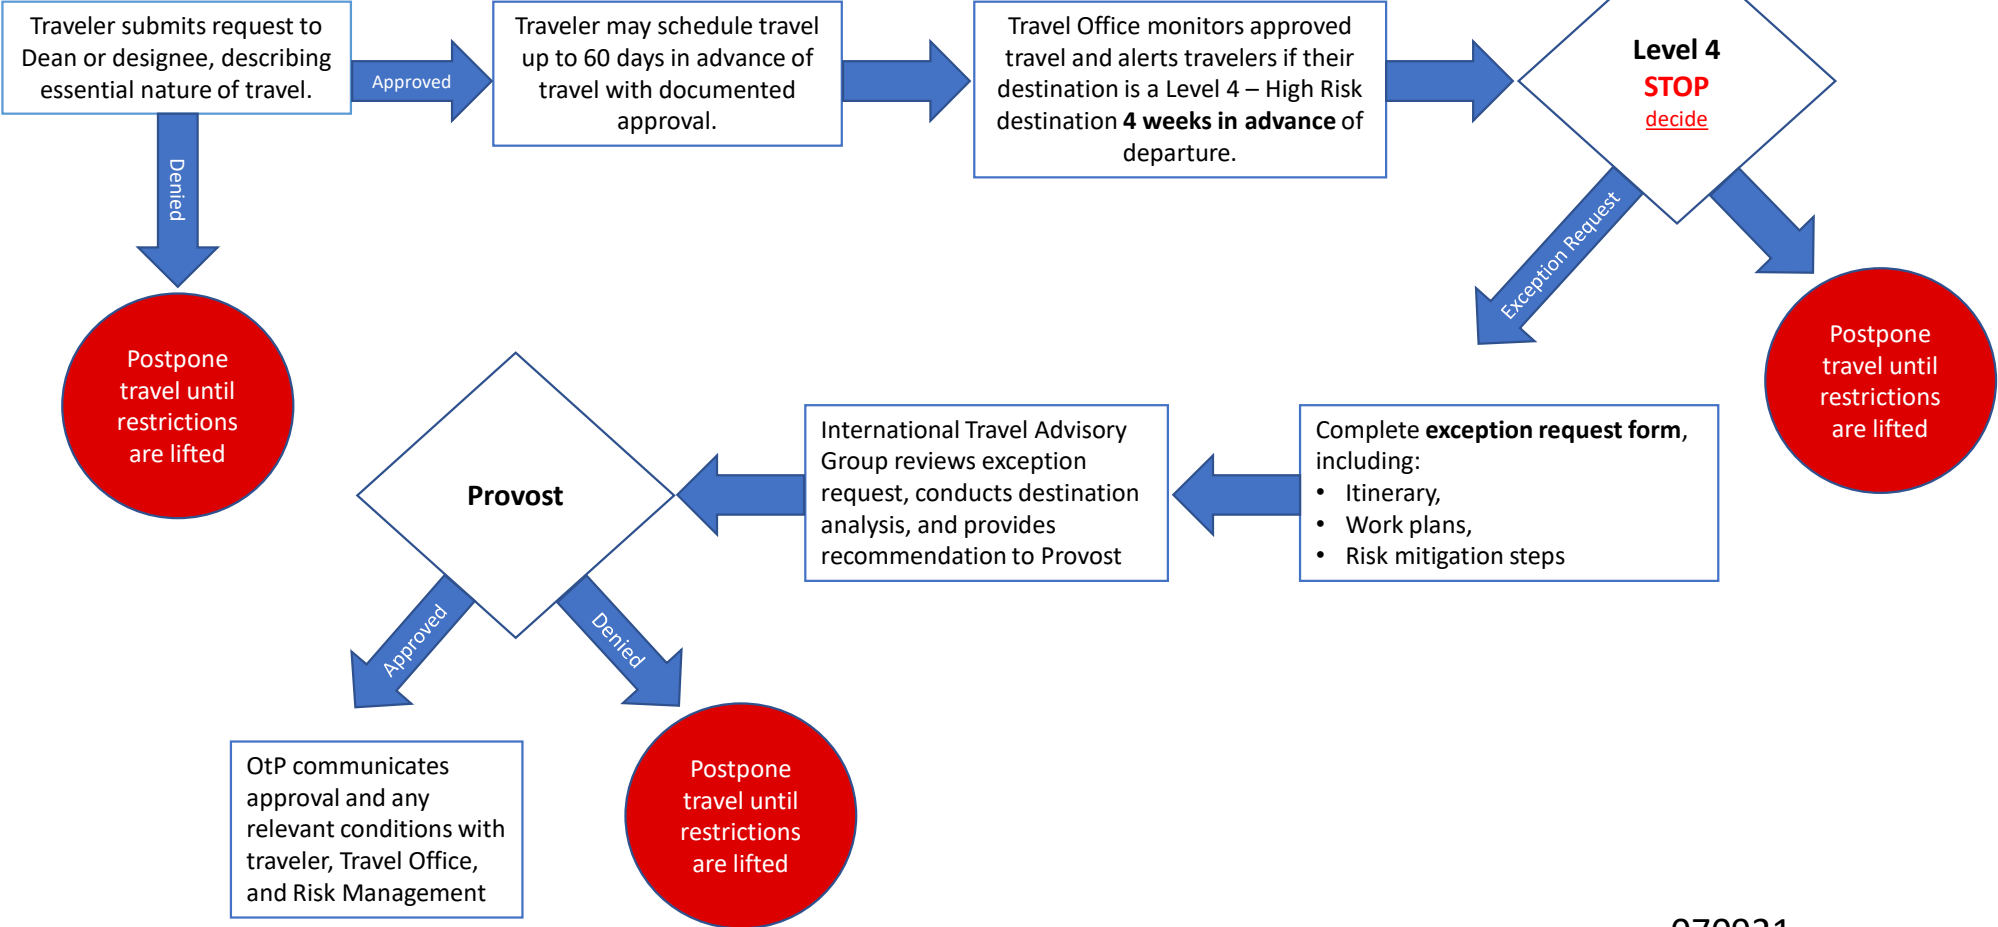 Traveler submits request to
Dean or designee, describing
essential nature of travel.
Approved
Traveler may schedule travel
up to 60 days in advance of
travel with documented
approval.
Travel Office monitors approved
travel and alerts travelers if their
destination is a Level 4 – High Risk
destination 4 weeks in advance of
departure.
Level 4
STOP
decide
Denied
Postpone
travel until
restrictions
are lifted
Exception Request
Postpone
travel until
restrictions
are lifted
Complete exception request form,
including:
• Itinerary,
• Work plans,
• Risk mitigation steps
International Travel Advisory
Group reviews exception
request, conducts destination
analysis, and provides
recommendation to Provost
Provost
Approved
Denied
OtP communicates
approval and any
relevant conditions with
traveler, Travel Office,
and Risk Management
Postpone
travel until
restrictions
are lifted